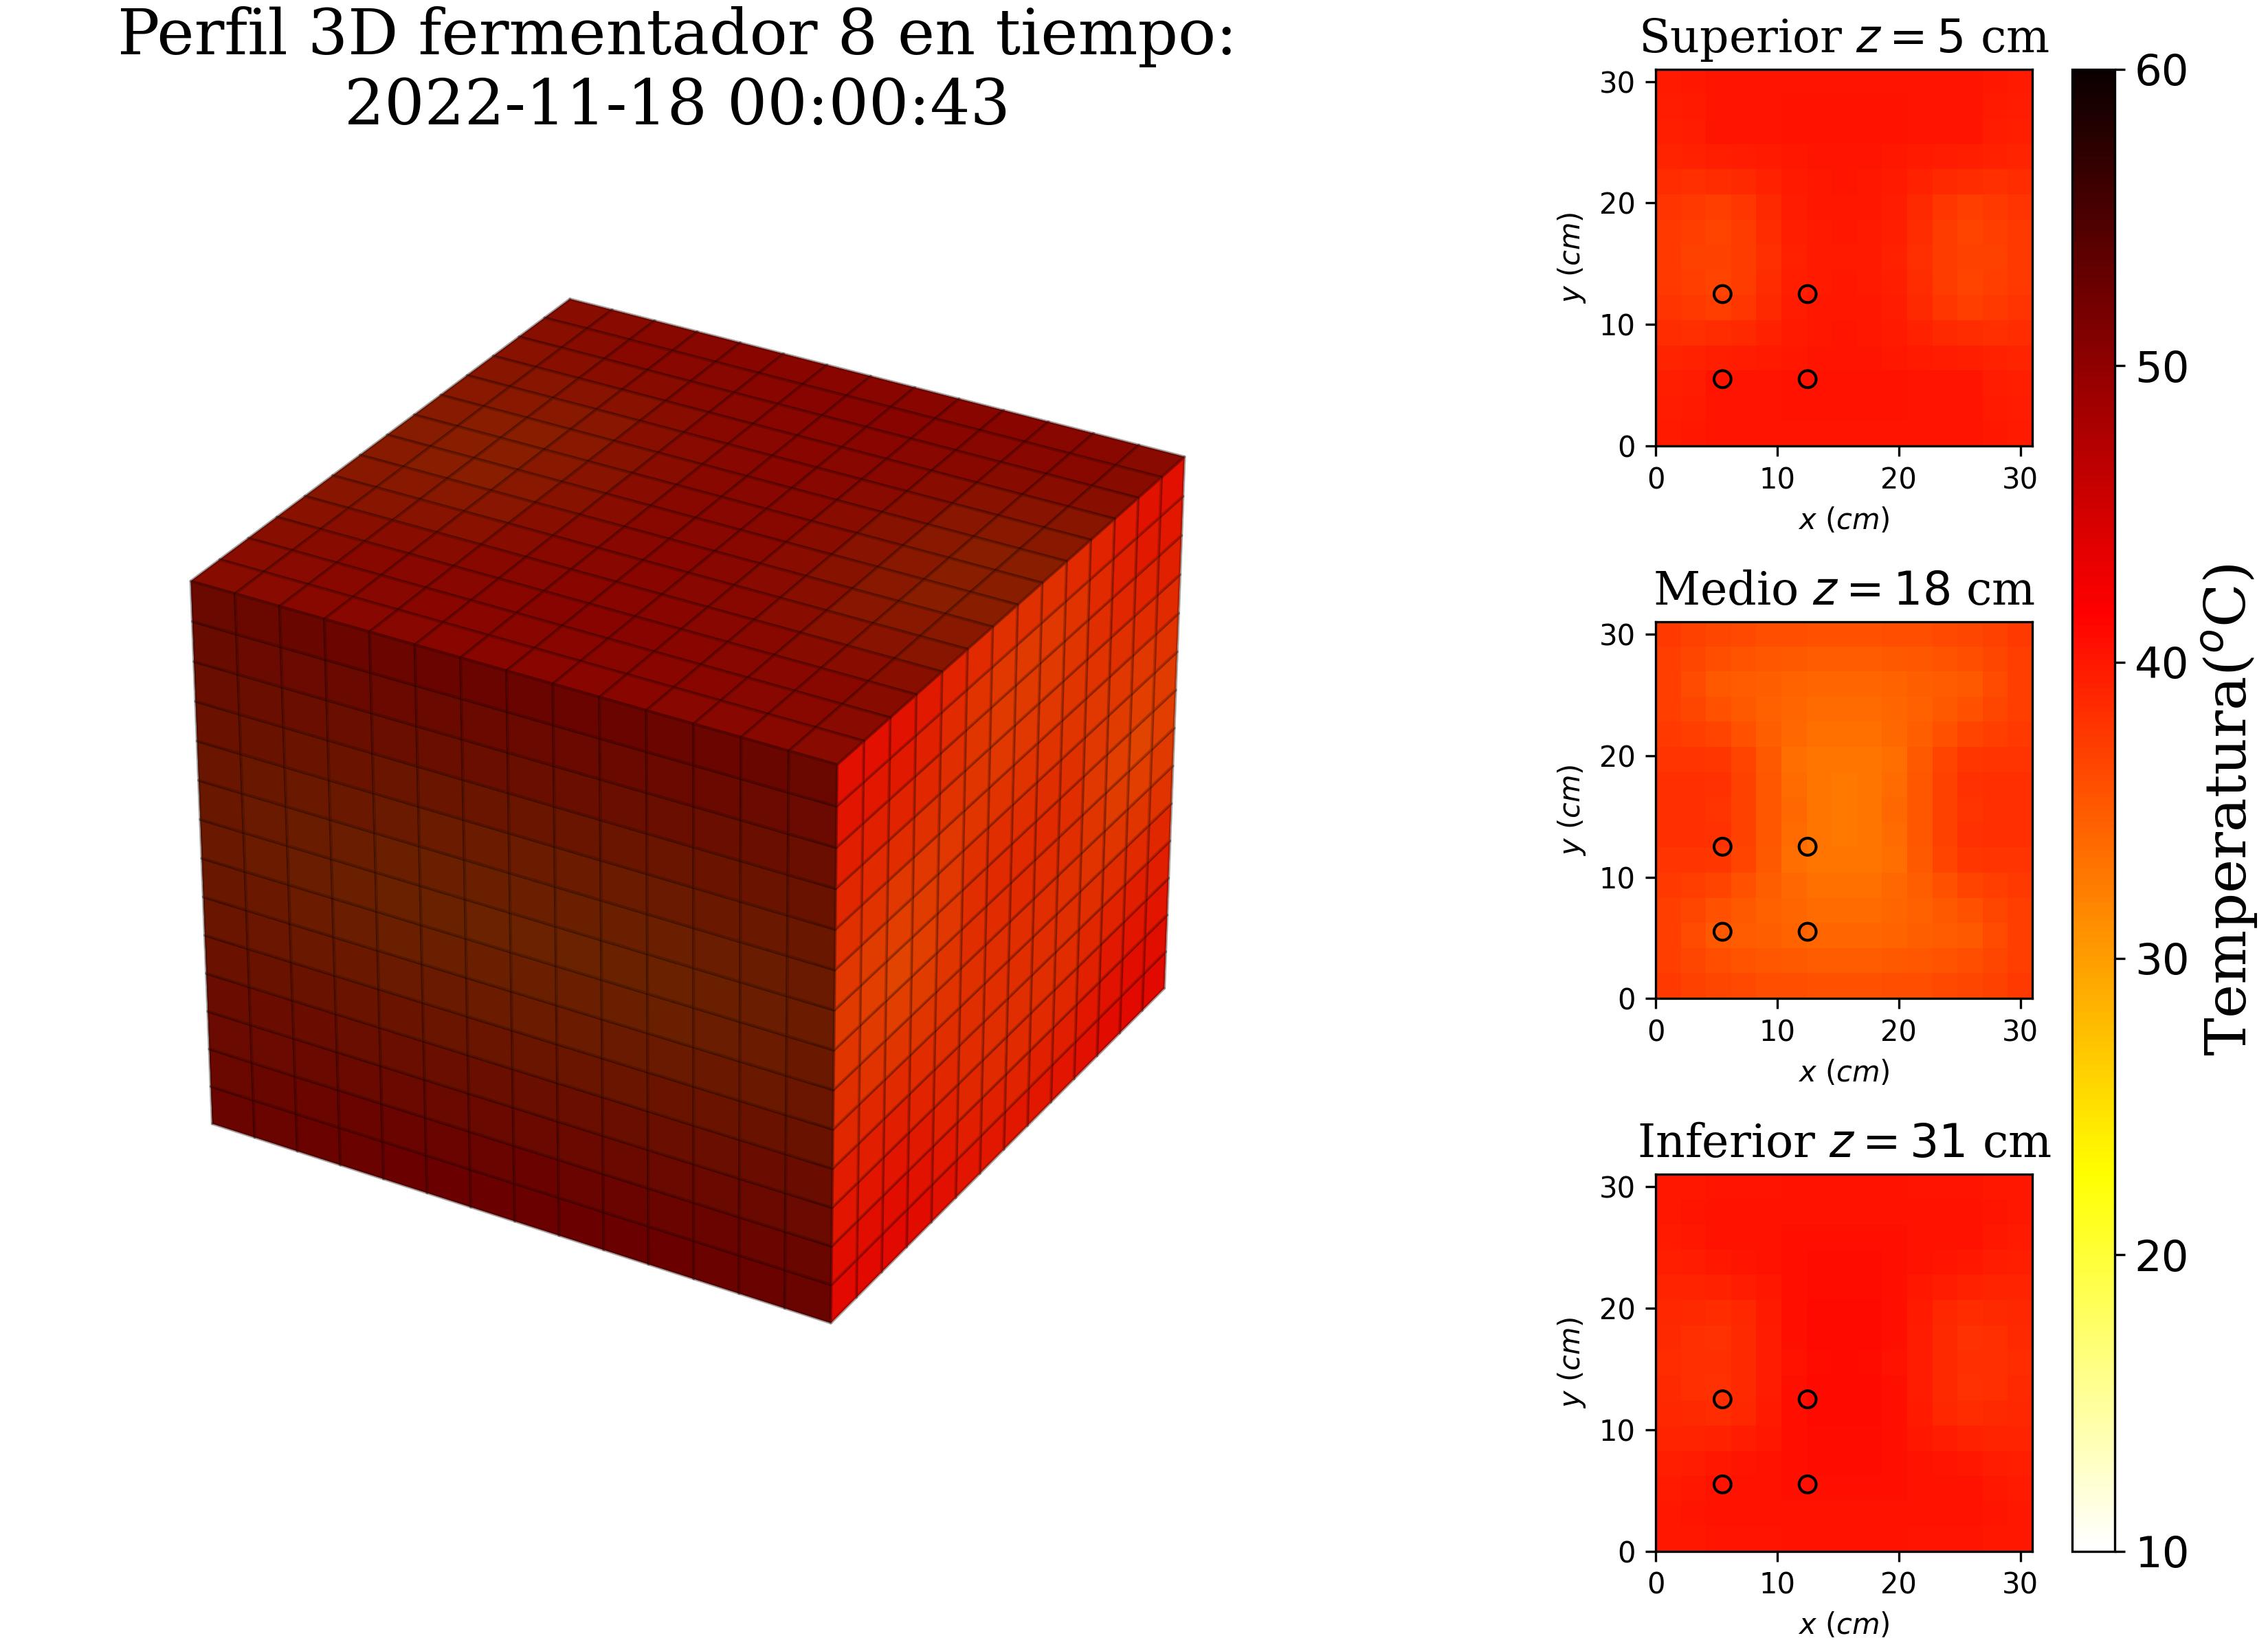 Perfil 3D fermentador 8 en tiempo:
2022-11-18 00:00:43
Superior z = 5 cm
30
20
10
0
y (cm)
0 10 20 30
x (cm)
Medio z = 18 cm
30
20
10
0
y (cm)
0 10 20 30
x (cm)
Inferior z = 31 cm
30
20
10
0
y (cm)
0 10 20 30
x (cm)
60
50
40
30
20
10
Temperatura(°C)